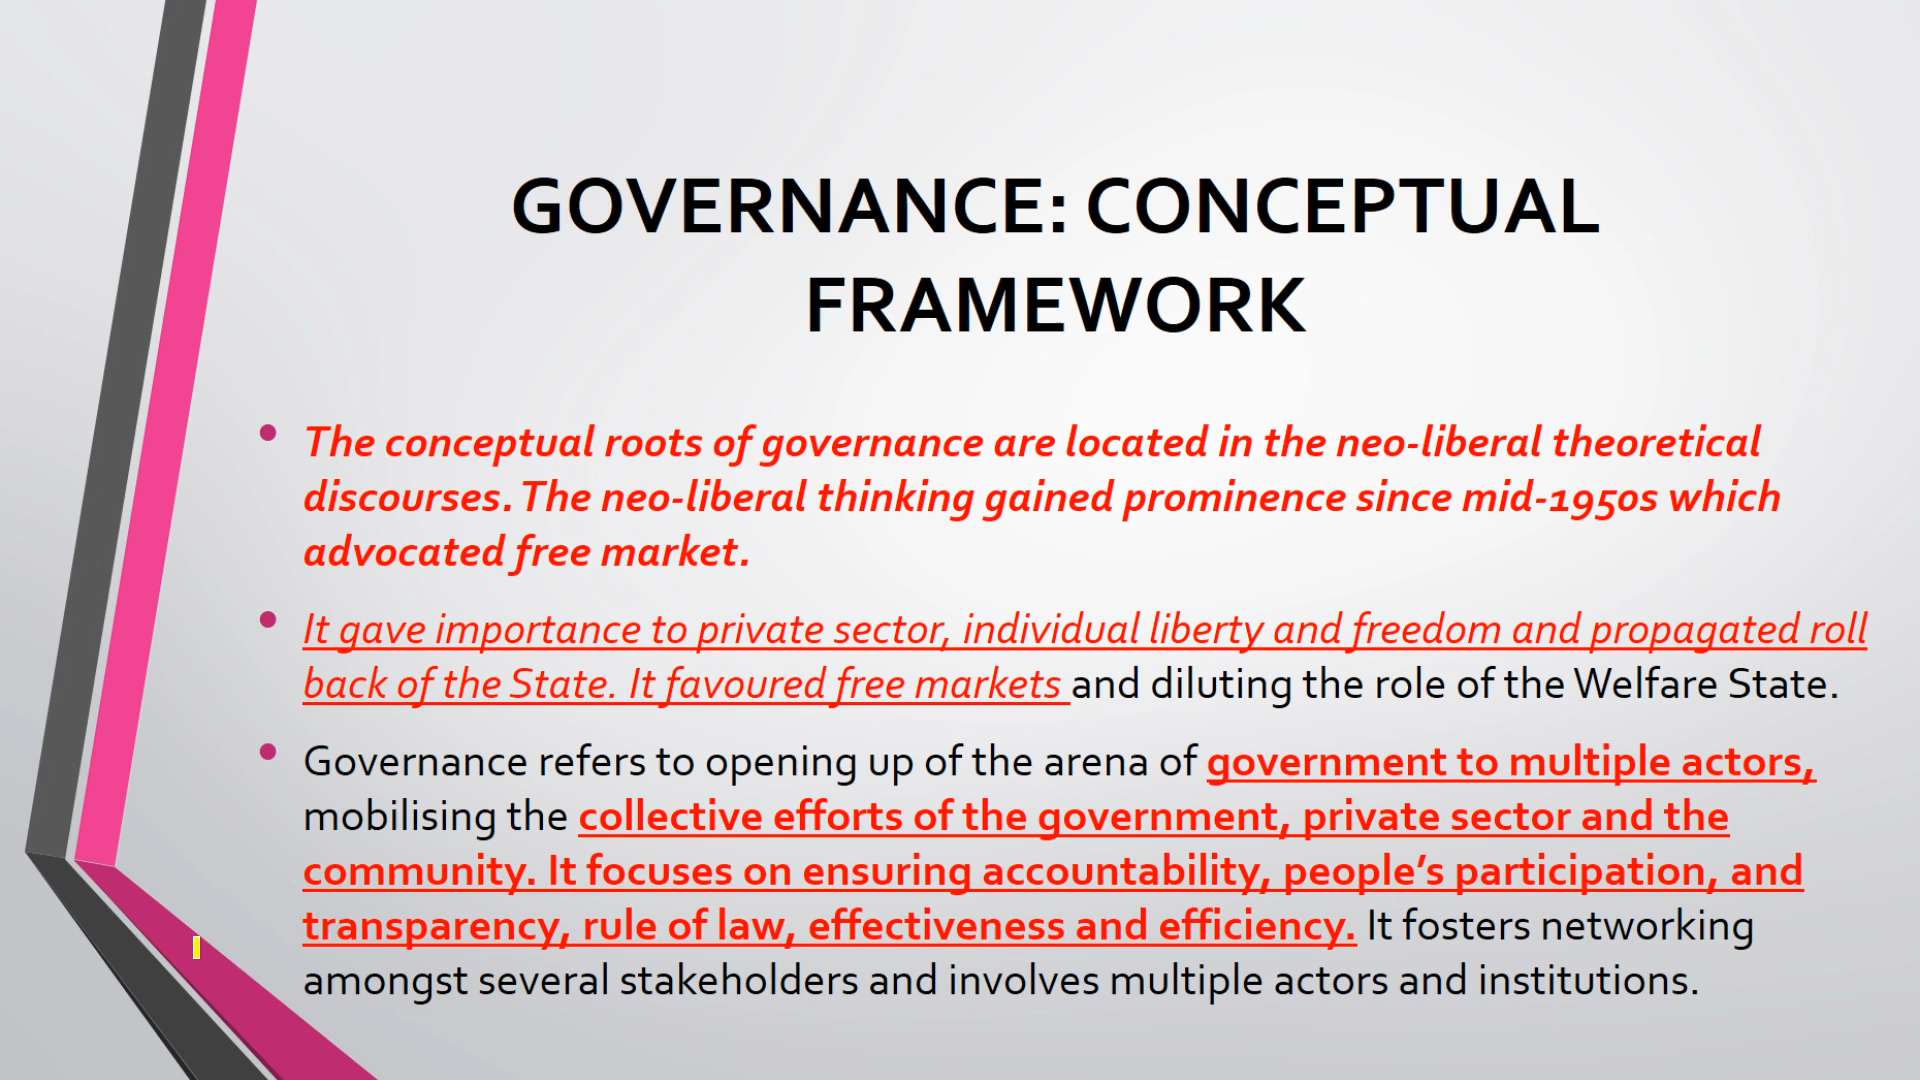 GOVERNANCE: CONCEPTUAL
FRAMEWORK
• The conceptual roots of governance are located in the neo-liberal theoretical
discourses. The neo-liberal thinking gained prominence since mid-1950s which
advocated free market.
• It gave importance to private sector, individual liberty and freedom and propagated roll
back of the State. It favoured free markets and diluting the role of the Welfare State.
• Governance refers to opening up of the arena of government to multiple actors,
mobilising the collective efforts of the government, private sector and the
community. It focuses on ensuring accountability, people’s participation, and
transparency, rule of law, effectiveness and efficiency. It fosters networking
amongst several stakeholders and involves multiple actors and institutions.